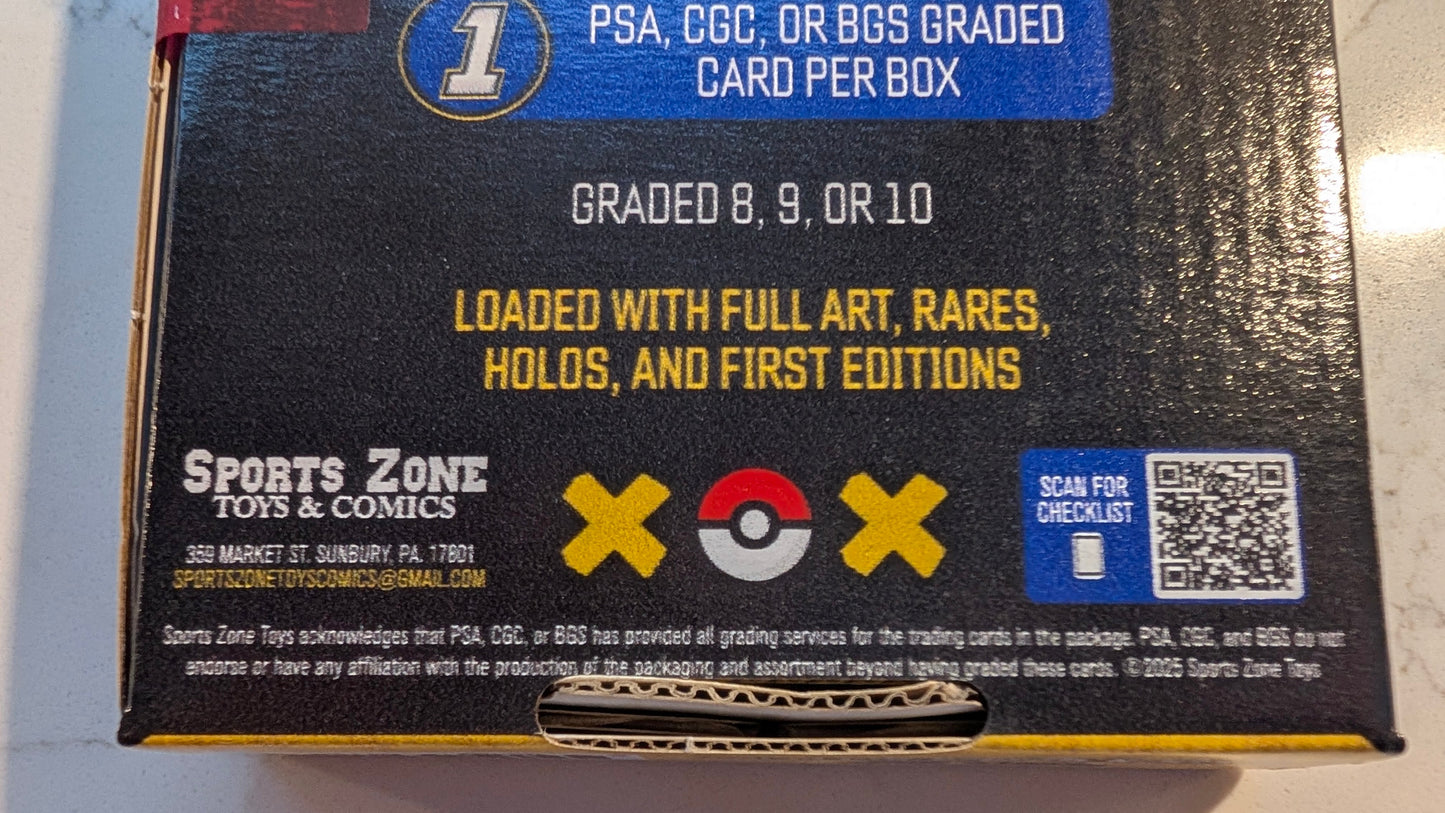 1
PSA, CGC, OR BGS GRADED
CARD PER BOX
GRADED 8, 9, OR 10
LOADED WITH FULL ART, RARES,
HOLOS, AND FIRST EDITIONS
SPORTS ZONE
TOYS & COMICS
359 MARKET ST. SUNBURY, PA. 17801
SPORTSZONETOYSCOMICS@GMAIL.COM
SCAN FOR
CHECKLIST
Sports Zone Toys acknowledges that PSA, CGC, or BGS has provided all grading services for the trading cards in the package. PSA, CGC, and BGS do not
endorse or have any affiliation with the production of the packaging and assortment beyond having graded these cards. © 2025 Sports Zone Toys